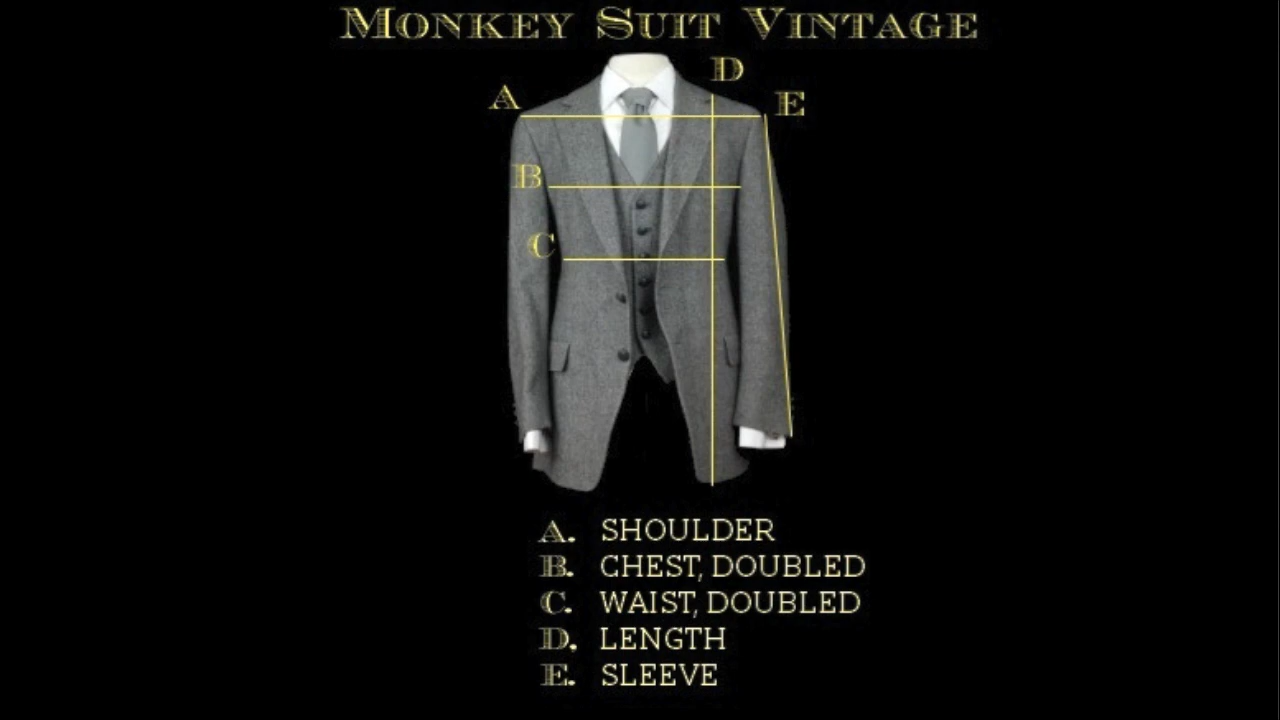 MONKEY SUIT VINTAGE
D
A
E
B
C
A. SHOULDER
B. CHEST, DOUBLED
C. WAIST, DOUBLED
D. LENGTH
E. SLEEVE